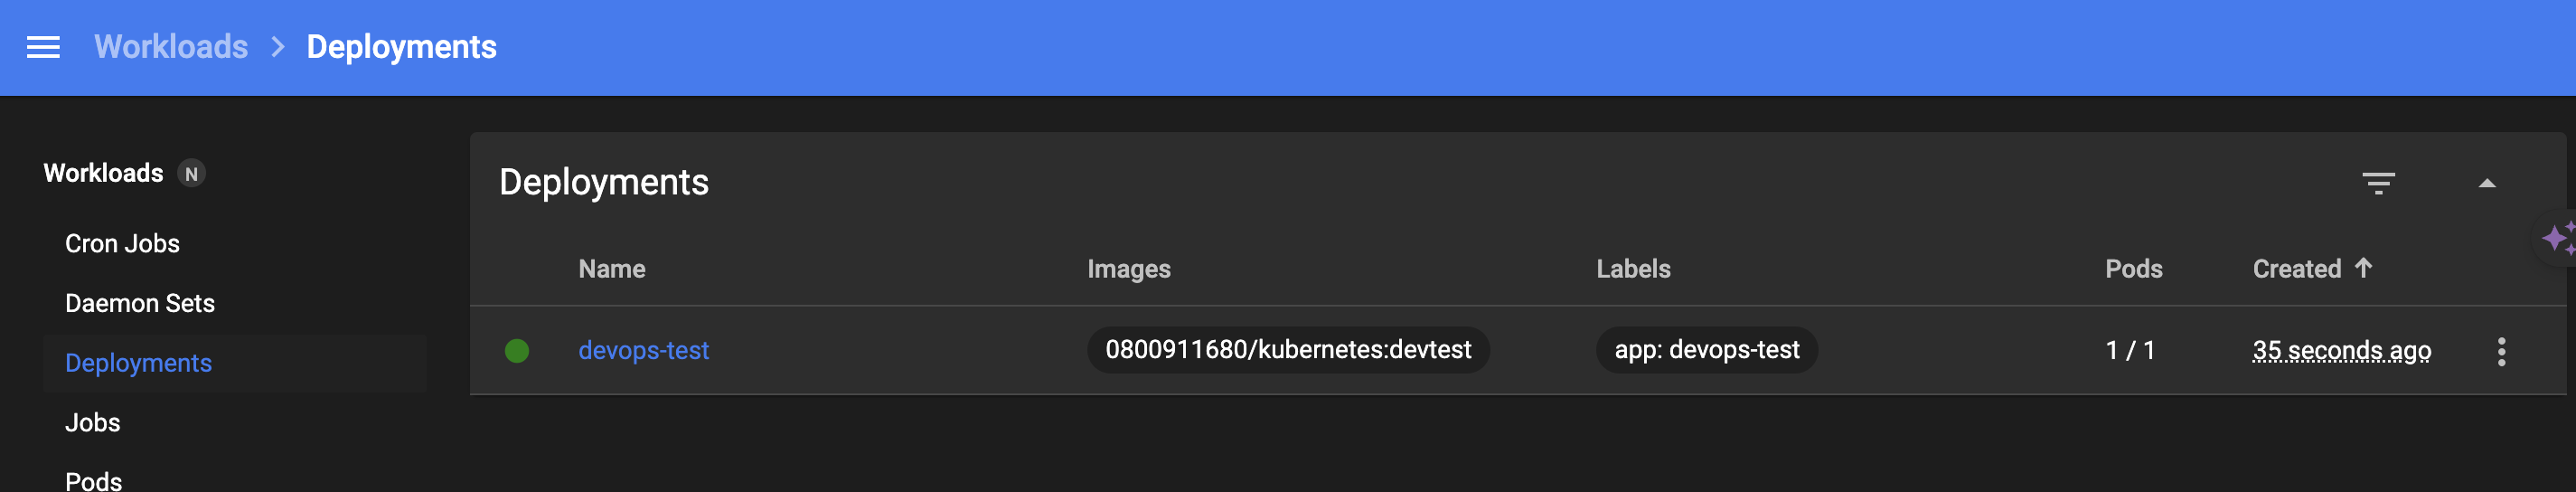 Workloads > Deployments
Workloads N
Cron Jobs
Daemon Sets
Deployments
Jobs
Pods
Deployments
Name Images Labels Pods Created ↑
devops-test 0800911680/kubernetes:devtest app: devops-test 1 / 1 35 seconds ago